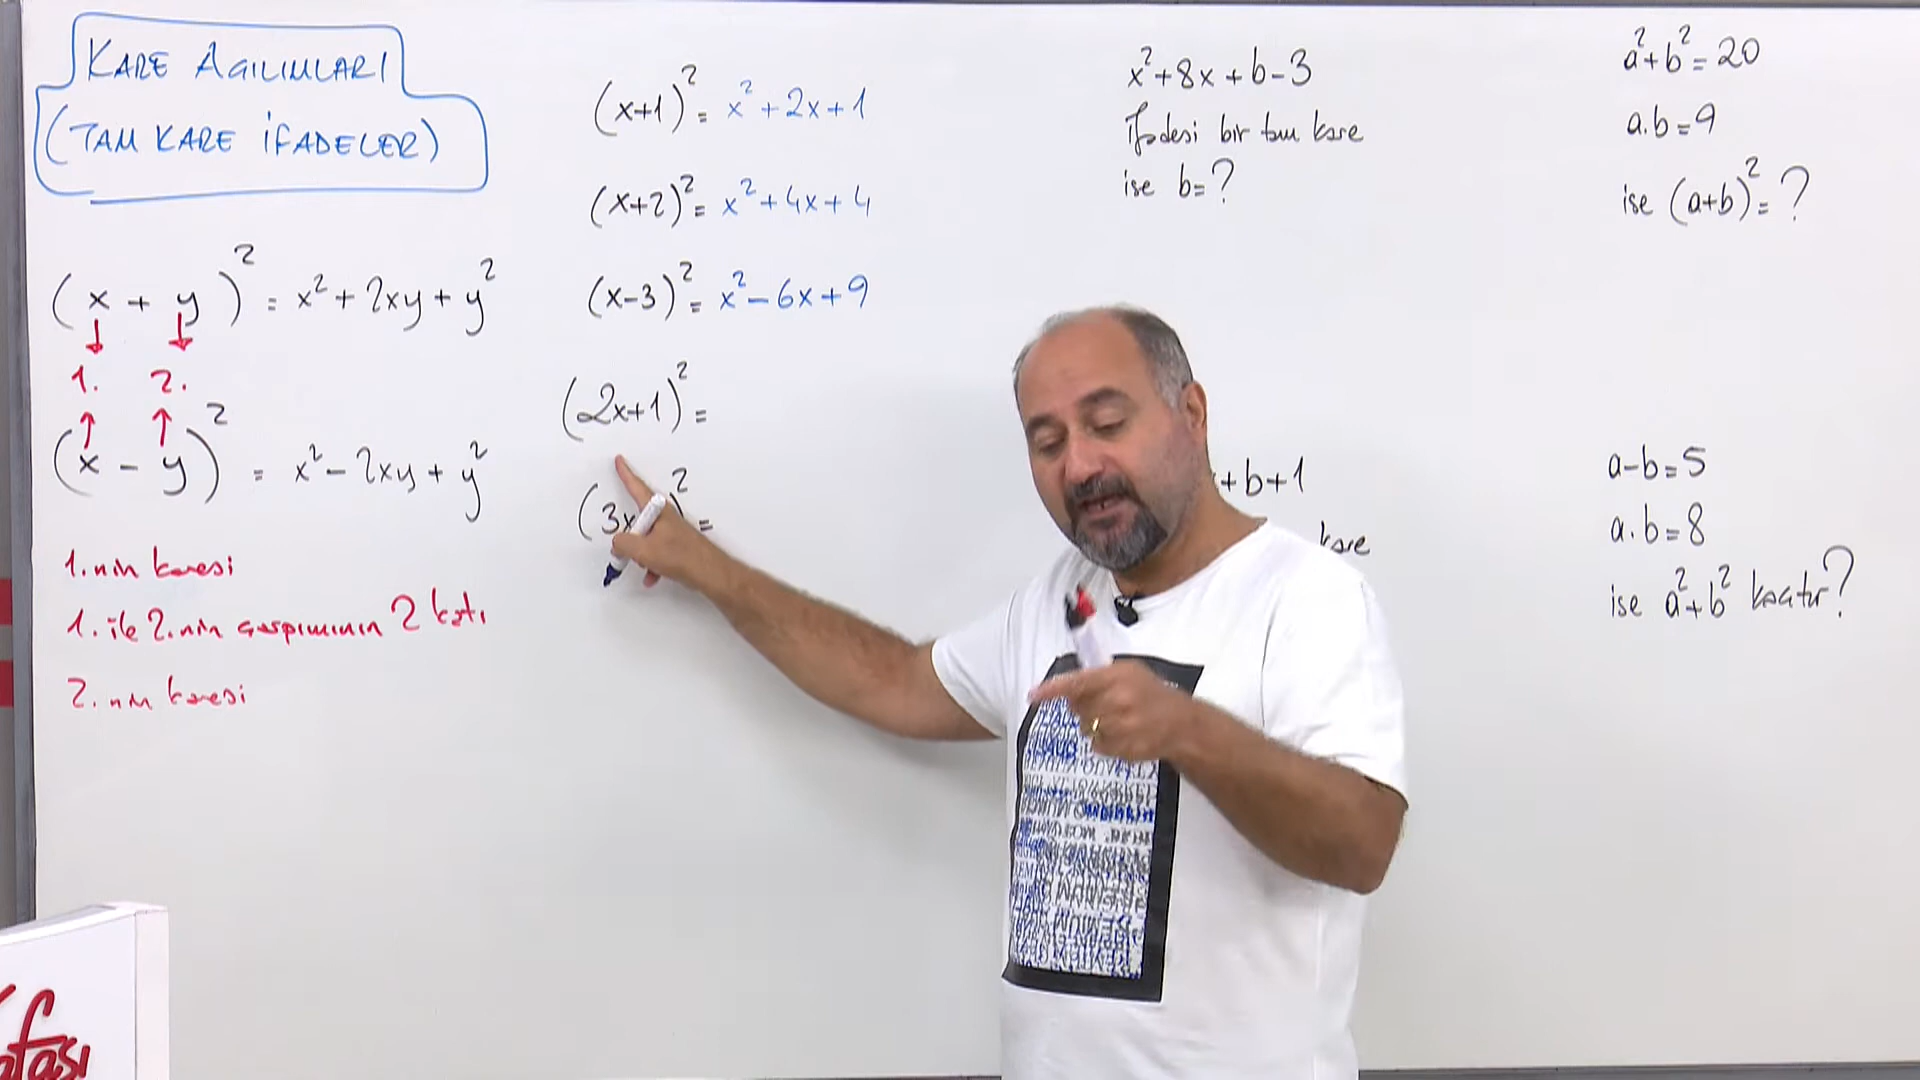 KARE AÇILIMLARI
(TAM KARE İFADELER)
(x + y)² = x² + 2xy + y²
1. 2.
(x - y)² = x² - 2xy + y²
1.nin karesi
1. ile 2.nin çarpımının 2 katı
2.nin karesi
(x+1)² = x² + 2x + 1
(x+2)² = x² + 4x + 4
(x-3)² = x² - 6x + 9
(2x+1)² =
(3x )² =
x² + 8x + b - 3
ifadesi bir tam kare
ise b = ?
+ b + 1
kare
a² + b² = 20
a.b = 9
ise (a+b)² = ?
a - b = 5
a.b = 8
ise a² + b² kaçtır?